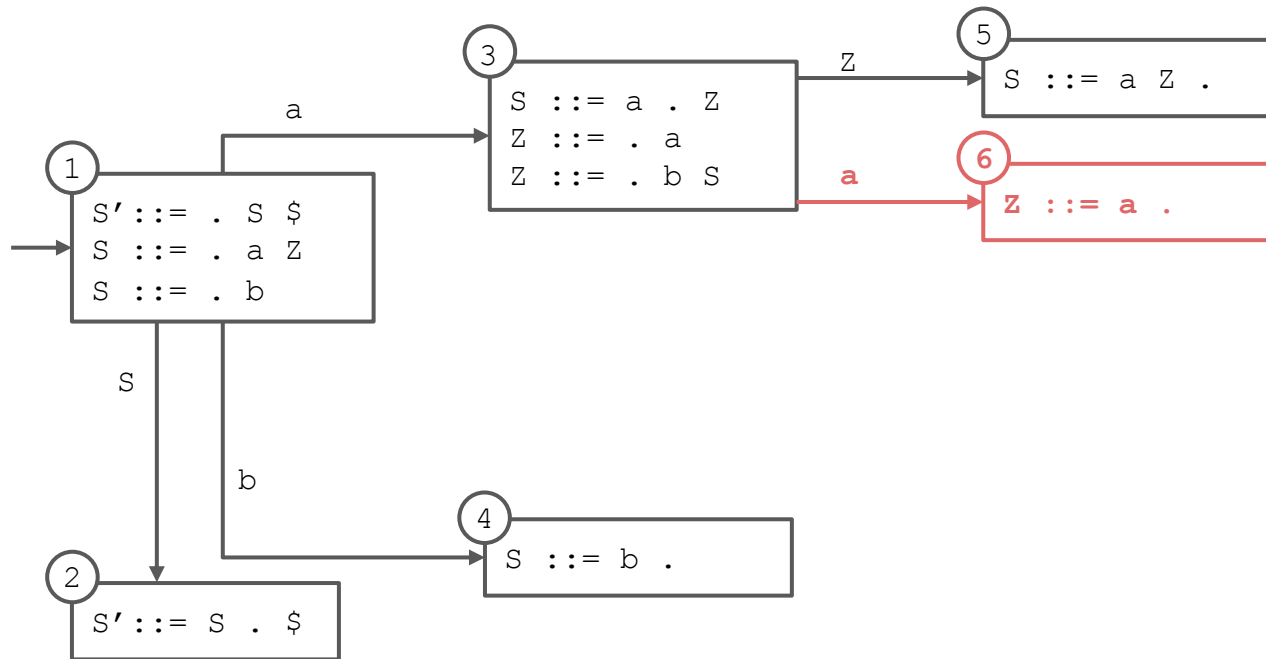 5
3
Z
S ::= a Z .
S ::= a . Z
a
Z ::= . a
1
6
Z ::= . b S
a
Z ::= a .
S'::= . S $
S ::= . a Z
S ::= . b
S
b
4
S ::= b .
2
S'::= S . $